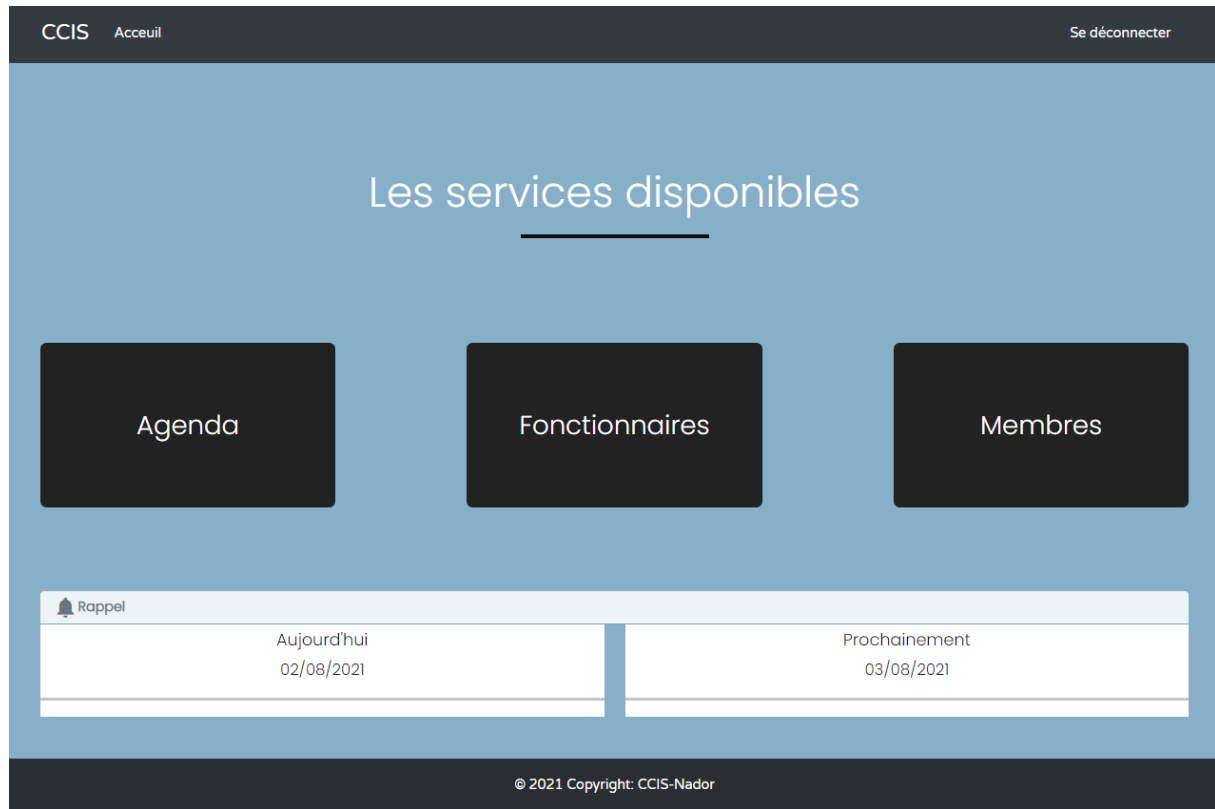 CCIS Acceuil Se déconnecter
Les services disponibles
Agenda Fonctionnaires Membres
Rappel
Aujourd'hui Prochainement
02/08/2021 03/08/2021
© 2021 Copyright: CCIS-Nador